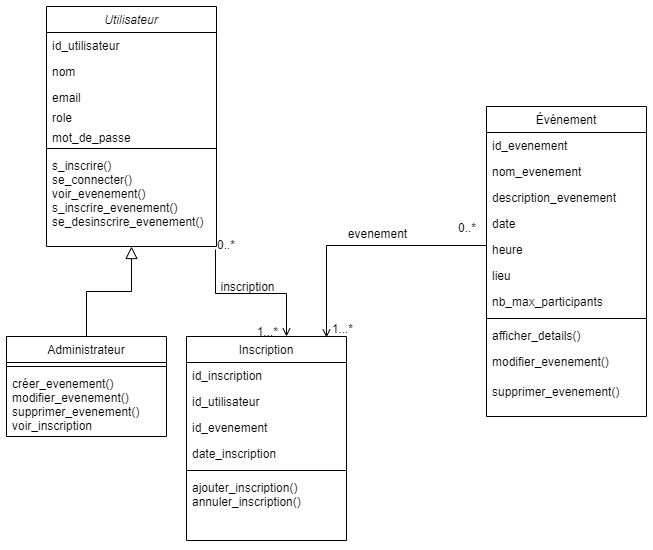 Utilisateur
id_utilisateur
nom
email
role
mot_de_passe
s_inscrire()
se_connecter()
voir_evenement()
s_inscrire_evenement()
se_desinscrire_evenement()
Événement
id_evenement
nom_evenement
description_evenement
date
heure
lieu
nb_max_participants
afficher_details()
modifier_evenement()
supprimer_evenement()
0..*
inscription
1...*
evenement
0..*
1...*
Administrateur
créer_evenement()
modifier_evenement()
supprimer_evenement()
voir_inscription
Inscription
id_inscription
id_utilisateur
id_evenement
date_inscription
ajouter_inscription()
annuler_inscription()